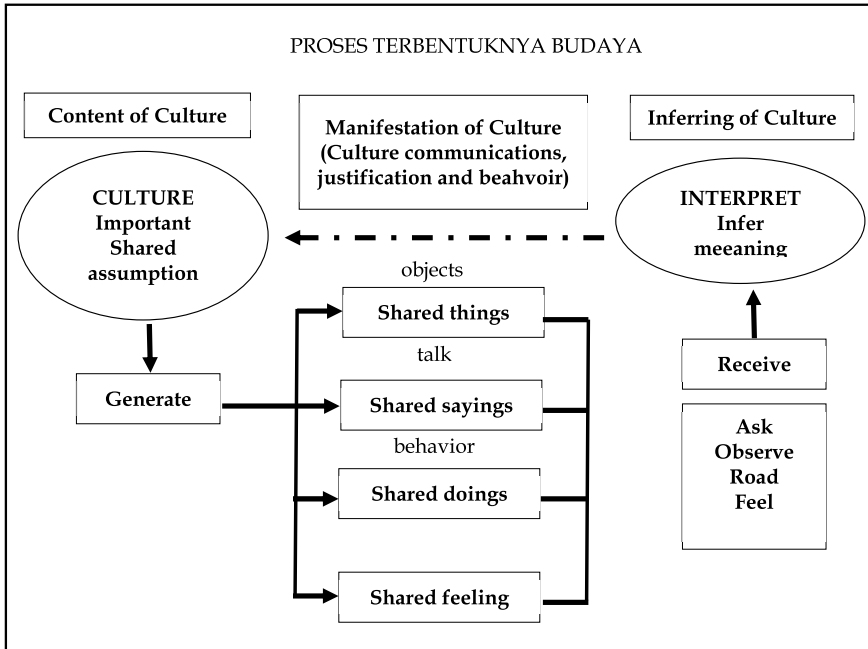 PROSES TERBENTUKNYA BUDAYA
Content of Culture
Manifestation of Culture
(Culture communications,
justification and beahvoir)
Inferring of Culture
CULTURE
Important
Shared
assumption
INTERPRET
Infer
meeaning
objects
Shared things
talk
Receive
Generate
Shared sayings
behavior
Shared doings
Shared feeling
Ask
Observe
Road
Feel